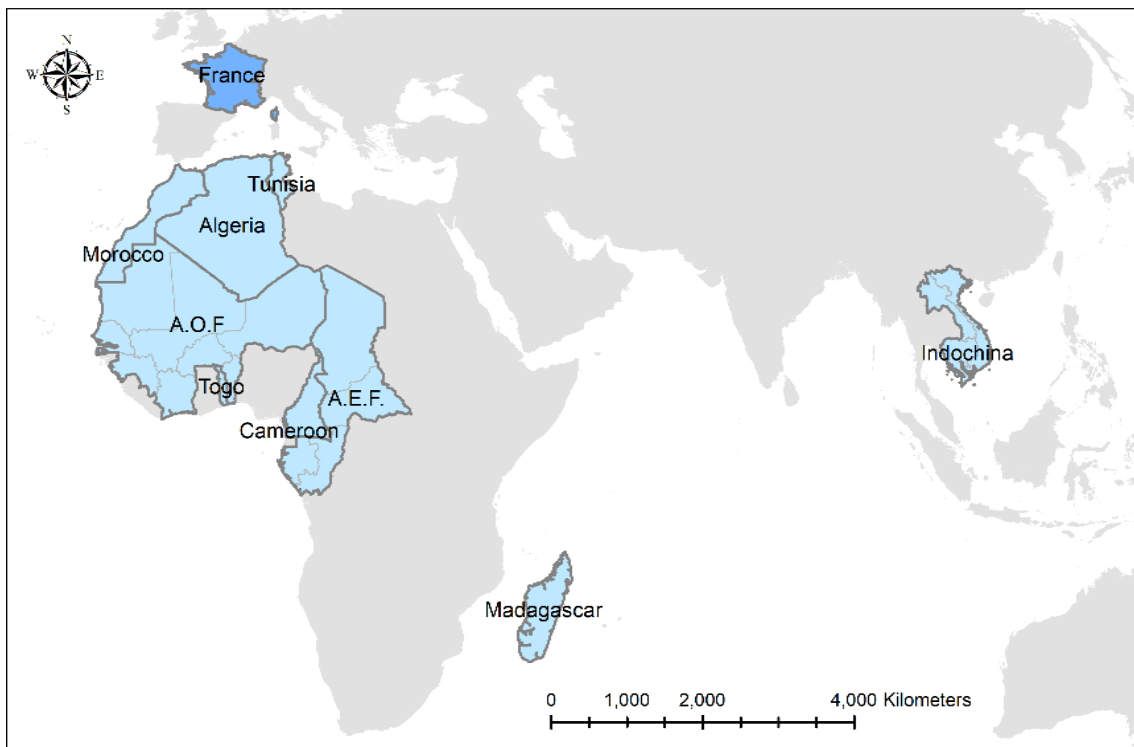 N
W E
S
France
Tunisia
Algeria
Morocco
A.O.F
Togo
A.E.F.
Cameroon
Indochina
Madagascar
0 1,000 2,000 4,000 Kilometers